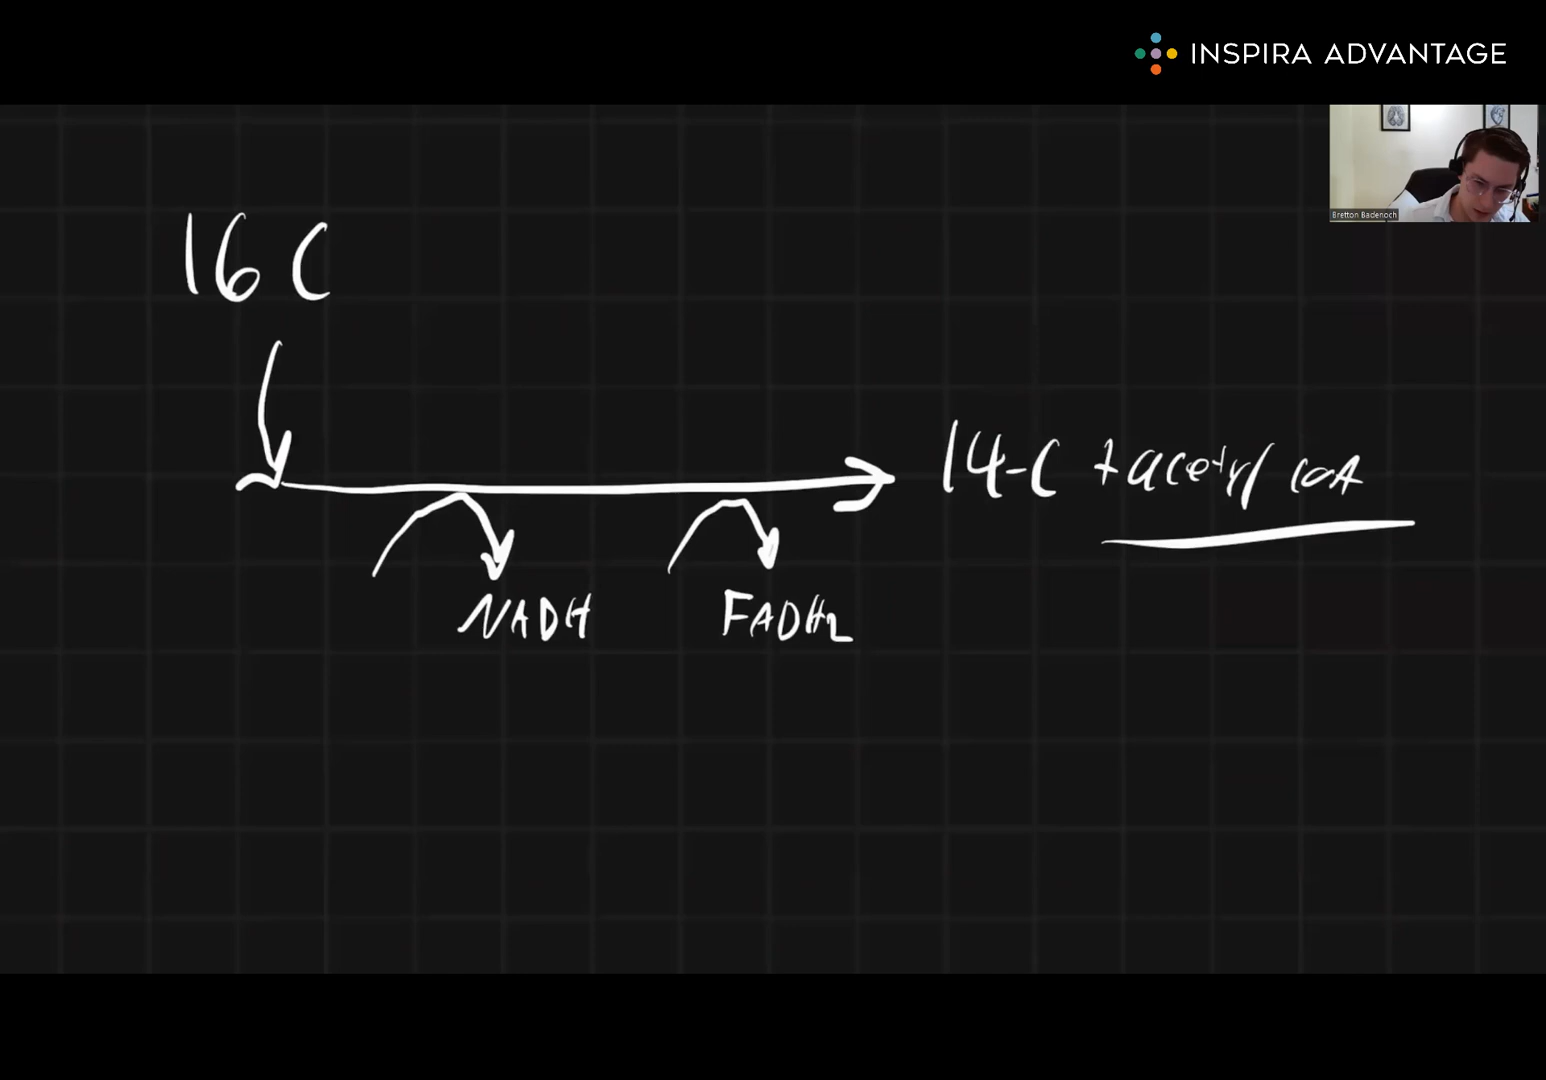 INSPIRA ADVANTAGE
Bretton Badenoch
16 C
14-C + acetyl coA
NADH
FADH2